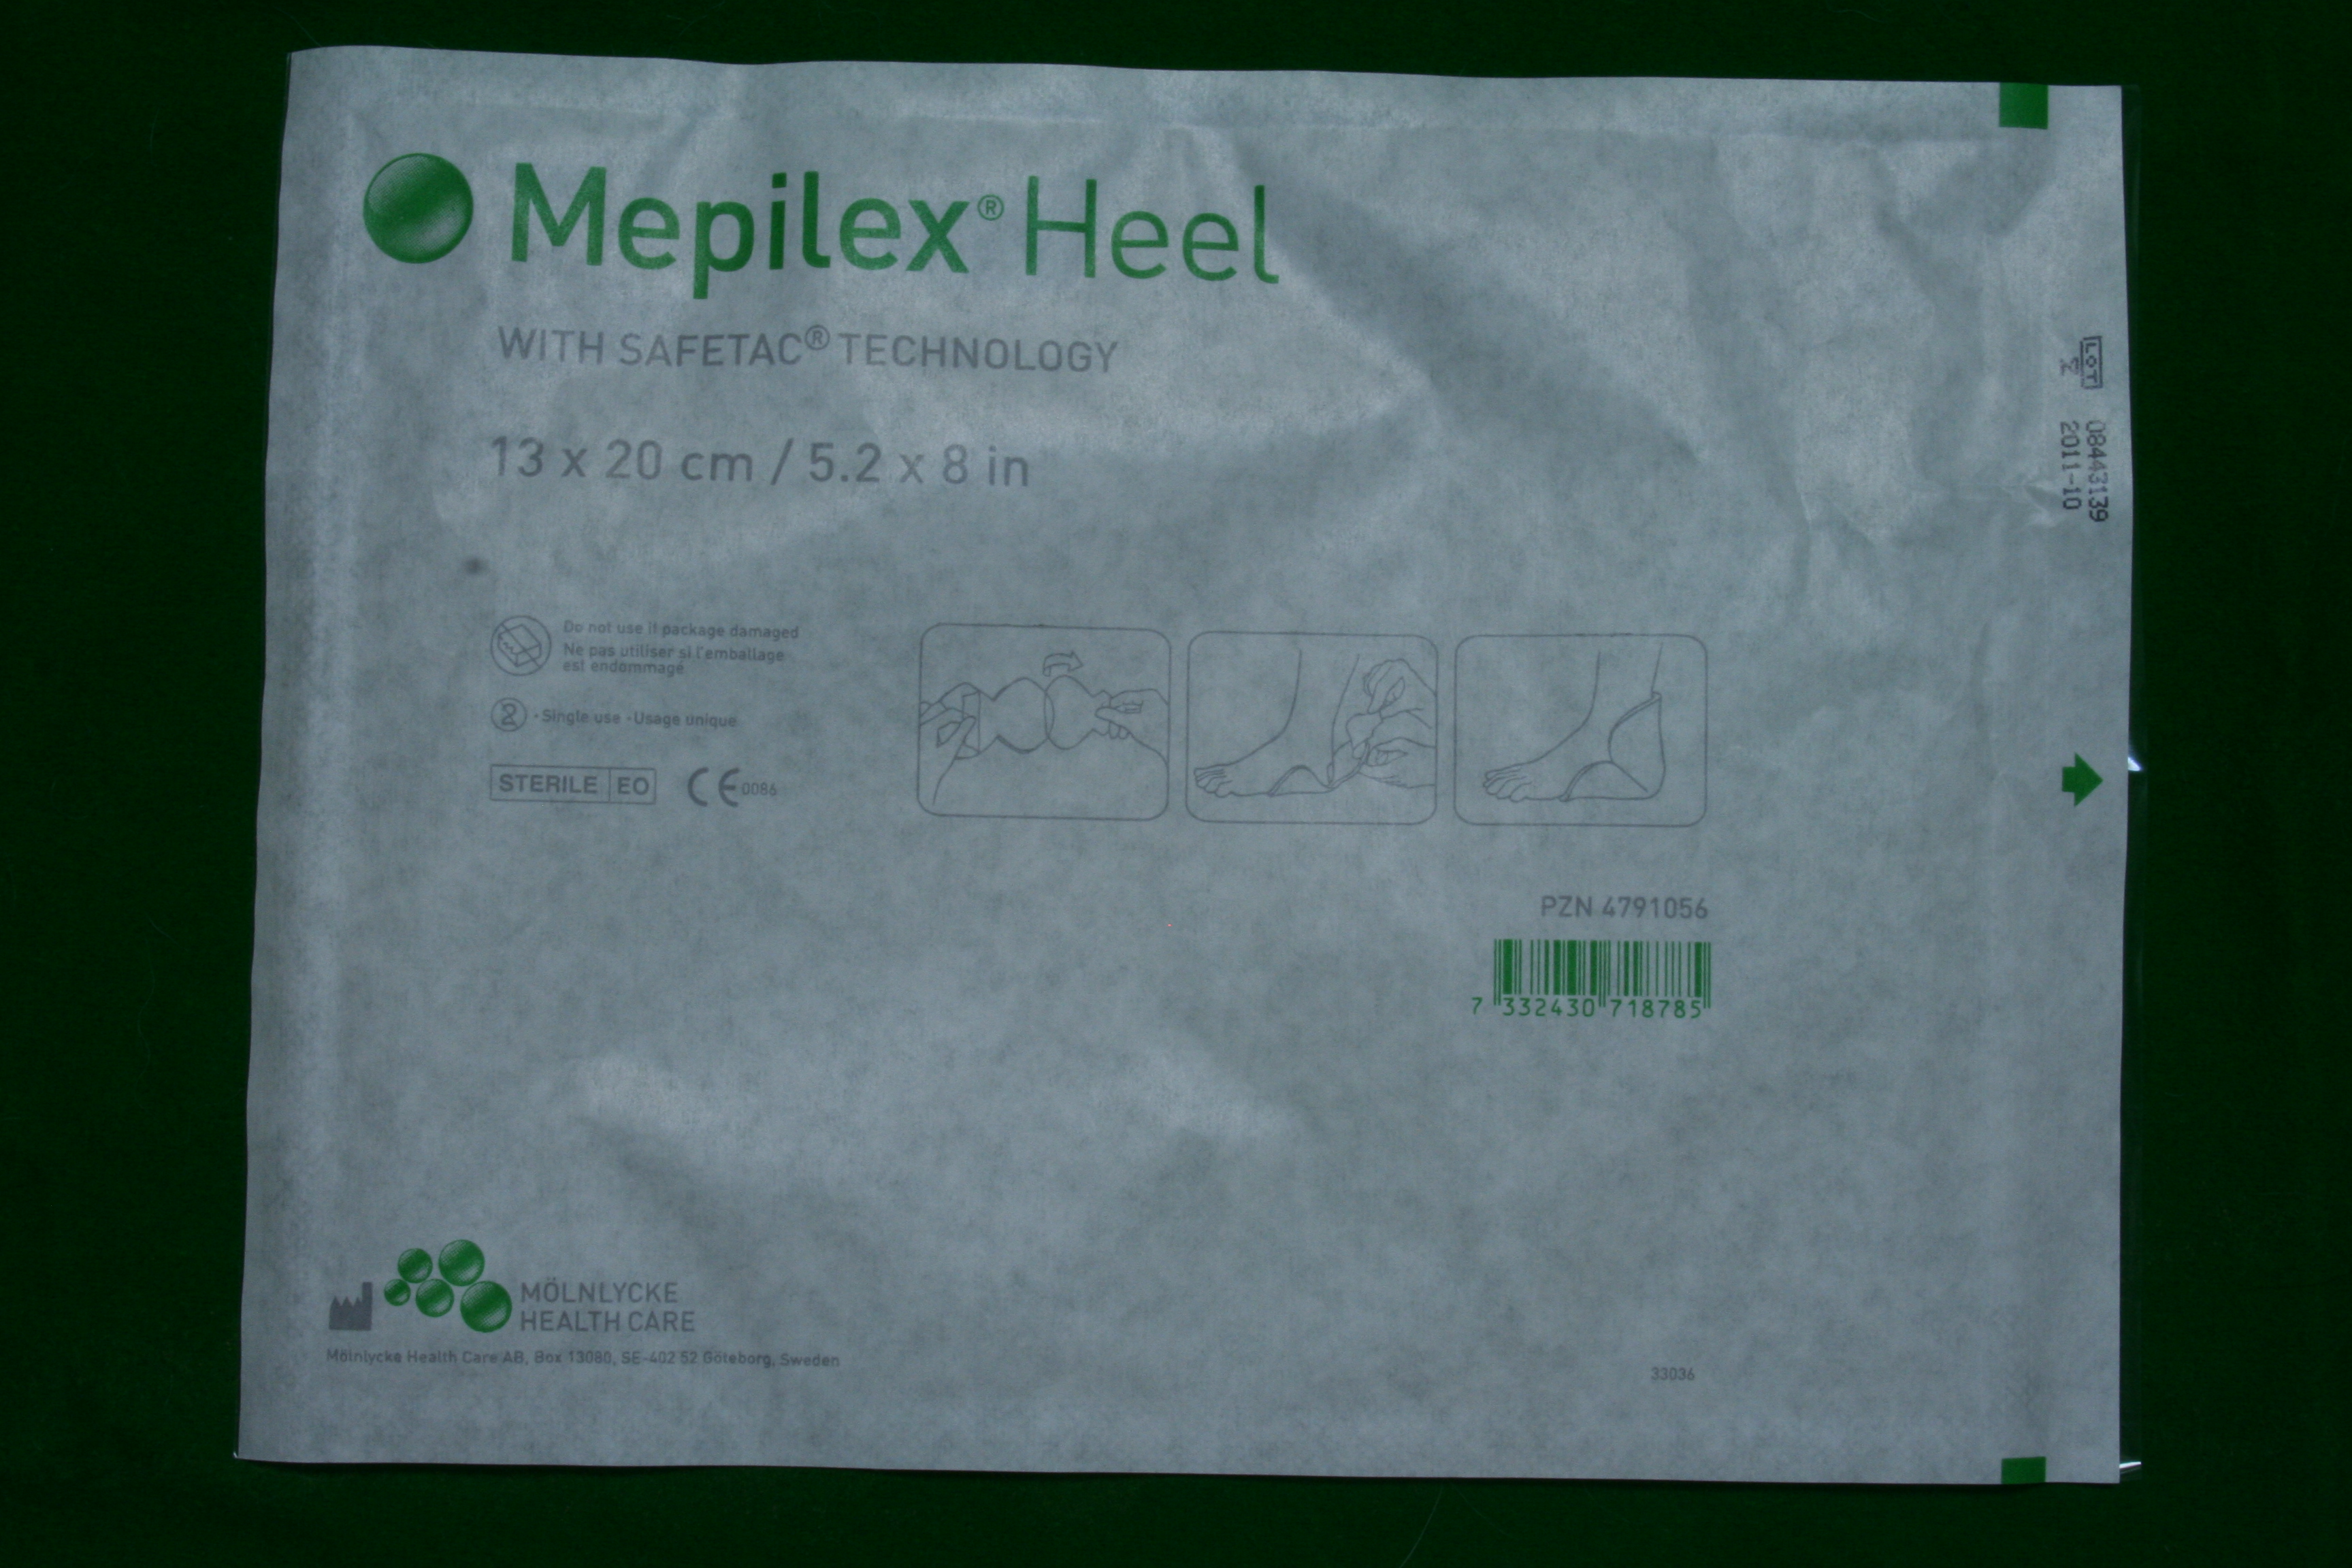 Mepilex® Heel
WITH SAFETAC® TECHNOLOGY
13 x 20 cm / 5.2 x 8 in
LOT 08443139
2011-10
Do not use if package damaged
Ne pas utiliser si l'emballage
est endommagé
2 · Single use · Usage unique
STERILE EO CE 0086
PZN 4791056
7 332430 718785
MÖLNLYCKE
HEALTH CARE
Mölnlycke Health Care AB, Box 13080, SE-402 52 Göteborg, Sweden
33036